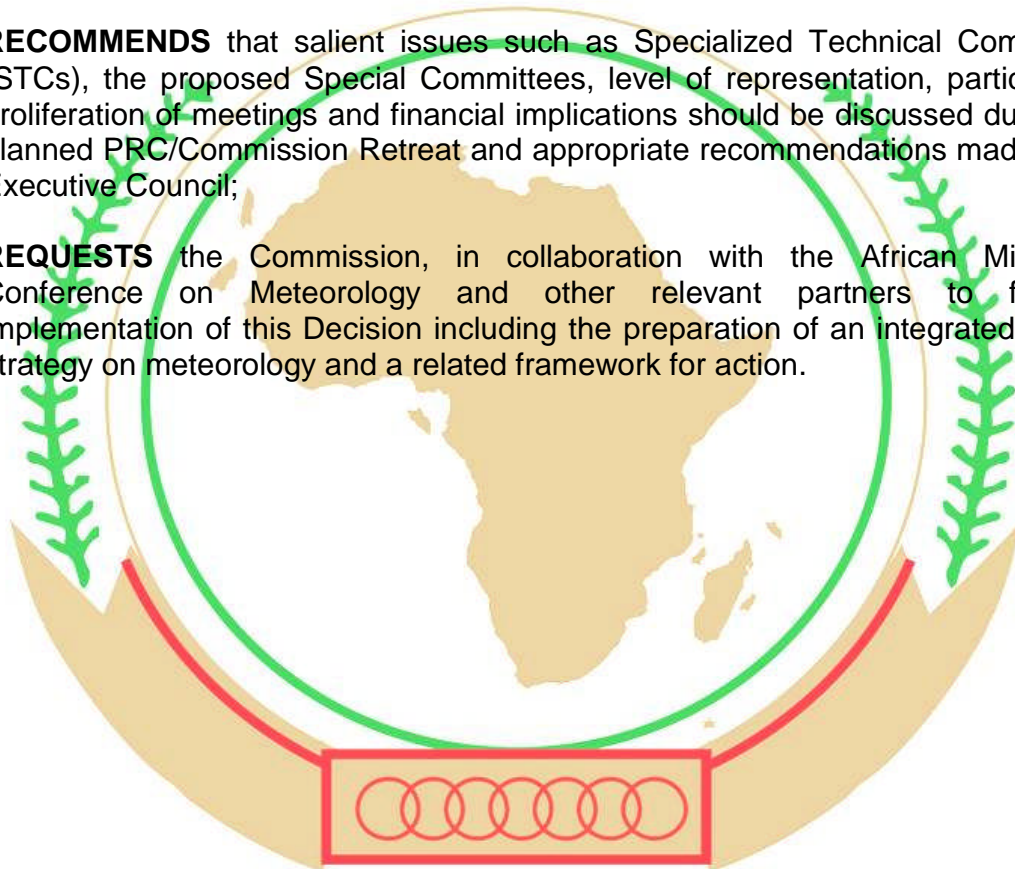 RECOMMENDS that salient issues such as Specialized Technical Com
STCs), the proposed Special Committees, level of representation, partic
roliferation of meetings and financial implications should be discussed du
lanned PRC/Commission Retreat and appropriate recommendations mad
Executive Council;
REQUESTS the Commission, in collaboration with the African Mi
Conference on Meteorology and other relevant partners to f
mplementation of this Decision including the preparation of an integrated
trategy on meteorology and a related framework for action.